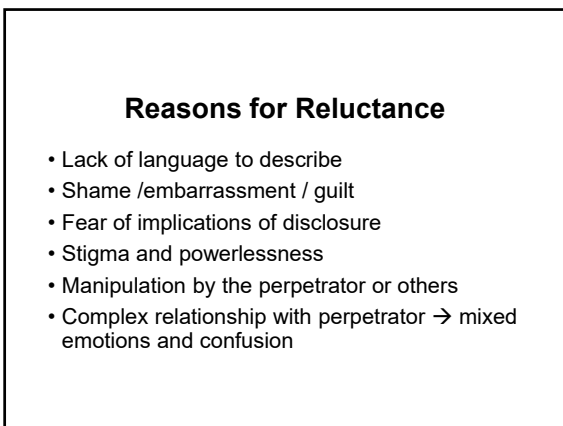 Reasons for Reluctance
• Lack of language to describe
• Shame /embarrassment / guilt
• Fear of implications of disclosure
• Stigma and powerlessness
• Manipulation by the perpetrator or others
• Complex relationship with perpetrator → mixed
emotions and confusion